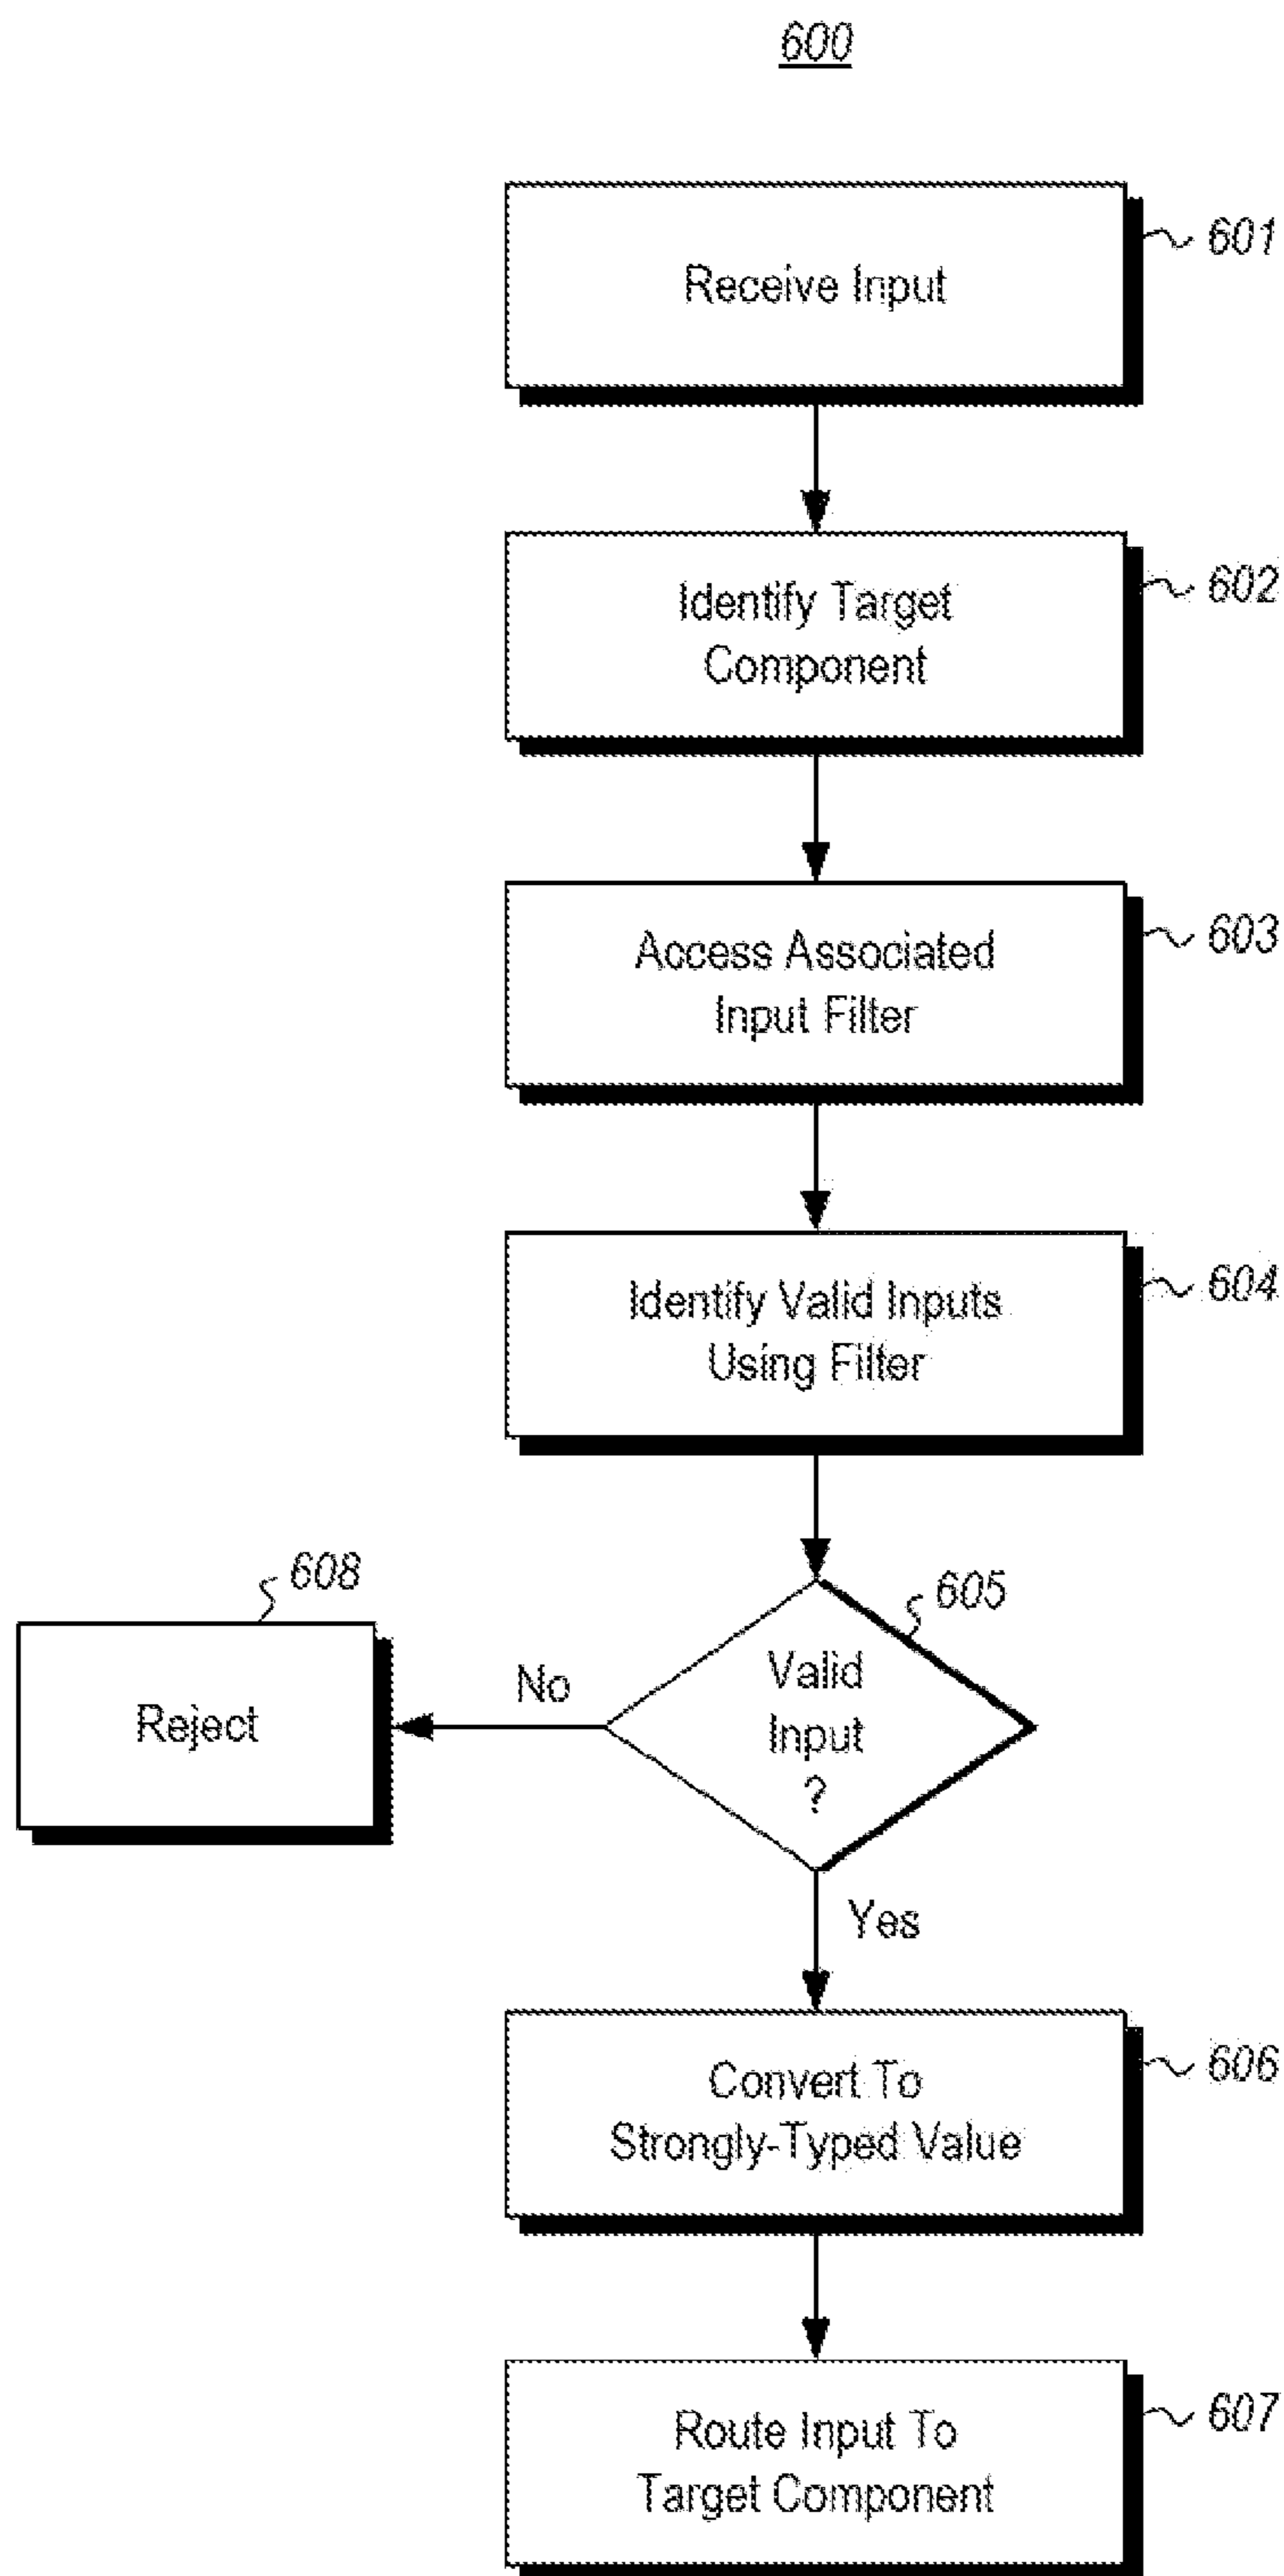 600
Receive Input
601
Identify Target
Component
602
Access Associated
Input Filter
603
Identify Valid Inputs
Using Filter
604
608
Reject
No
605
Valid
Input
?
Yes
Convert To
Strongly-Typed Value
606
Route Input To
Target Component
607